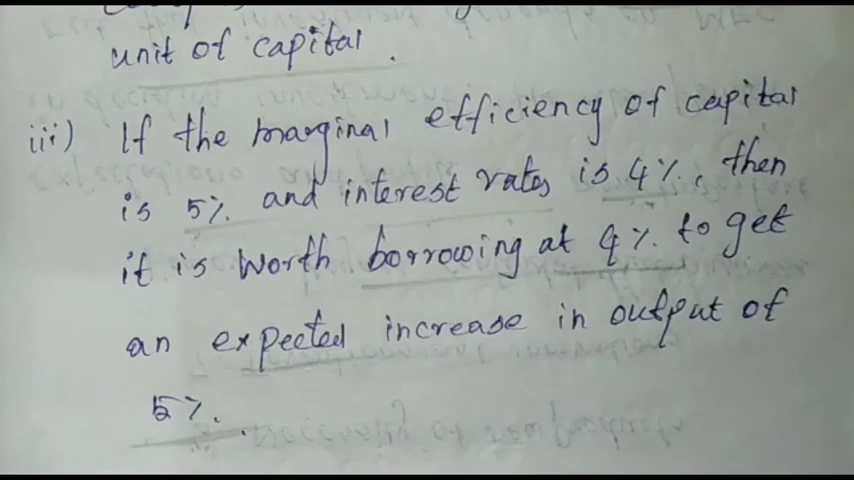 unit of capital.
iii) If the marginal efficiency of capital
is 5% and interest rates is 4%, then
it is worth borrowing at 4% to get
an expected increase in output of
5%.